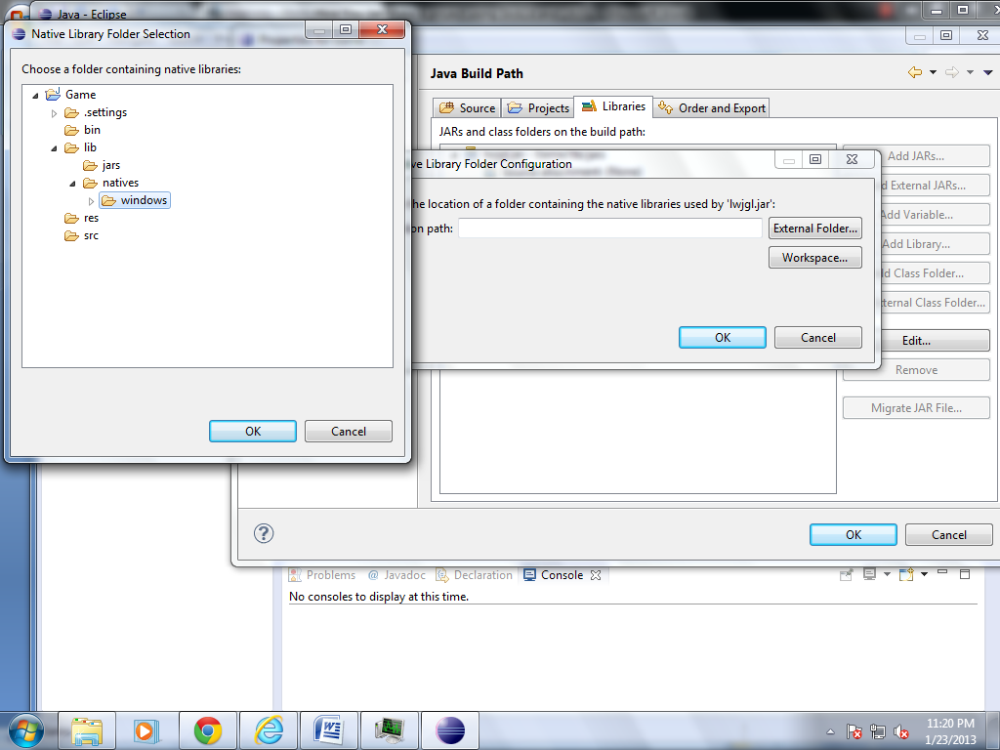 Java - Eclipse
Native Library Folder Selection
Choose a folder containing native libraries:
Game
.settings
bin
lib
jars
natives
windows
res
src
OK
Cancel
Java Build Path
Source
Projects
Libraries
Order and Export
JARs and class folders on the build path:
ve Library Folder Configuration
he location of a folder containing the native libraries used by 'lwjgl.jar':
on path:
External Folder...
Workspace...
OK
Cancel
Add JARs...
d External JARs...
Add Variable...
Add Library...
ld Class Folder...
ternal Class Folder...
Edit...
Remove
Migrate JAR File...
?
OK
Cancel
Problems
@ Javadoc
Declaration
Console
No consoles to display at this time.
11:20 PM
1/23/2013